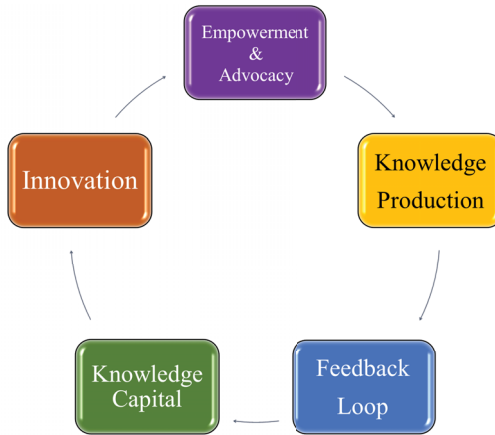 Empowerment
&
Advocacy
Knowledge
Production
Feedback
Loop
Knowledge
Capital
Innovation